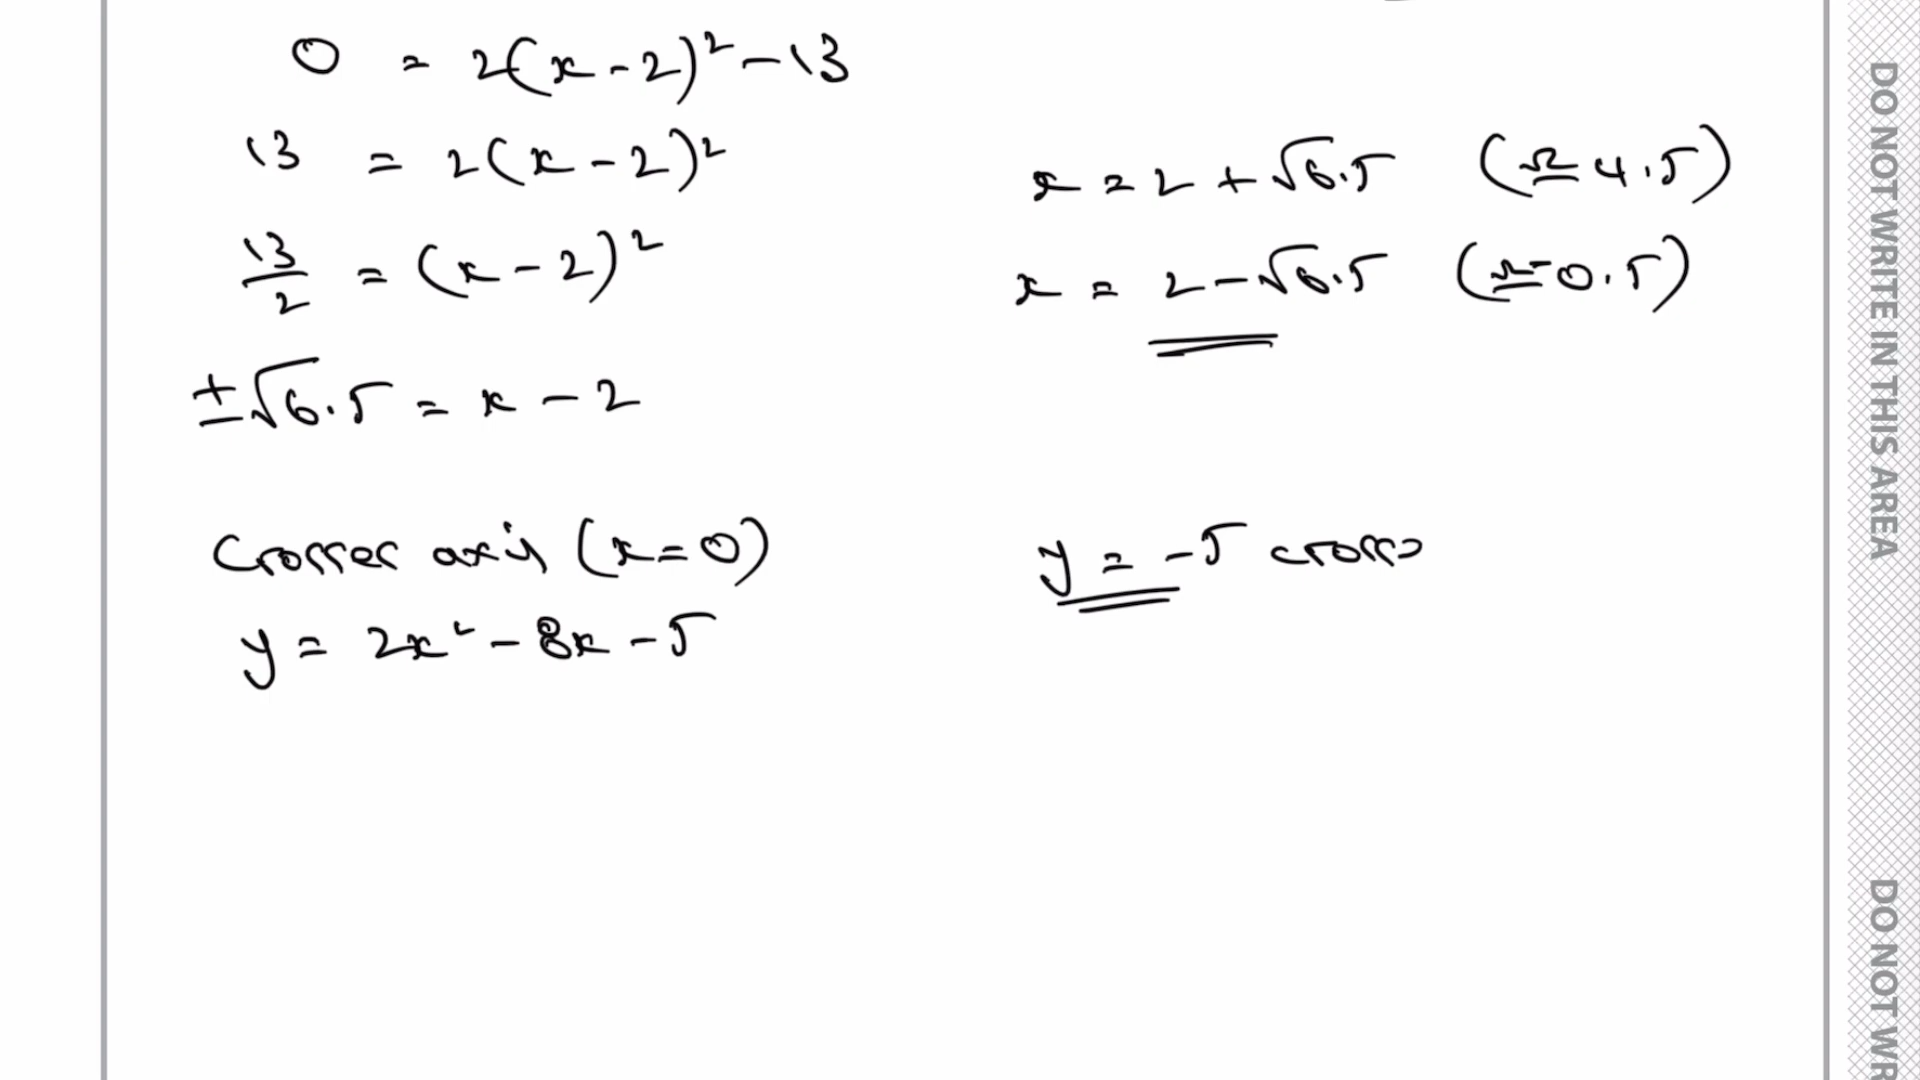 0 = 2(x-2)² - 13
13 = 2(x-2)²
13/2 = (x-2)²
±√6.5 = x - 2
x = 2 + √6.5 (≃ 4.5)
x = 2 - √6.5 (≃ -0.5)
Crosses axis (x=0)
y = 2x² - 8x - 5
y = -5 cross
DO NOT WRITE IN THIS AREA
DO NOT WR